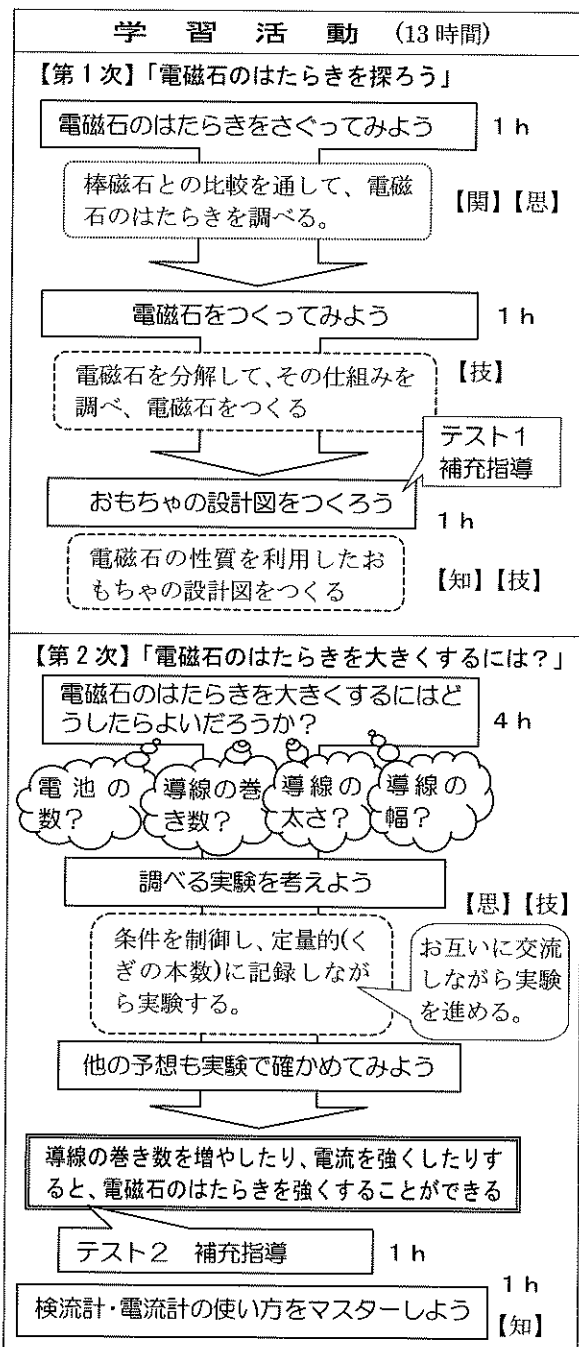 学習活動 (13時間)
【第1次】「電磁石のはたらきを探ろう」
電磁石のはたらきをさぐってみよう
1h
棒磁石との比較を通して、電磁
石のはたらきを調べる。
【関】【思】
電磁石をつくってみよう
1h
電磁石を分解して、その仕組みを
調べ、電磁石をつくる
【技】
テスト1
補充指導
おもちゃの設計図をつくろう
1h
電磁石の性質を利用したお
もちゃの設計図をつくる
【知】【技】
【第2次】「電磁石のはたらきを大きくするには？」
電磁石のはたらきを大きくするにはど
うしたらよいだろうか？
4h
電池の
数？
導線の巻
き数？
導線の
太さ？
導線の
幅？
調べる実験を考えよう
【思】【技】
条件を制御し、定量的(く
ぎの本数)に記録しなが
ら実験する。
お互いに交流
しながら実験
を進める。
他の予想も実験で確かめてみよう
導線の巻き数を増やしたり、電流を強くしたりす
ると、電磁石のはたらきを強くすることができる
テスト2 補充指導
1h
検流計・電流計の使い方をマスターしよう
1h
【知】